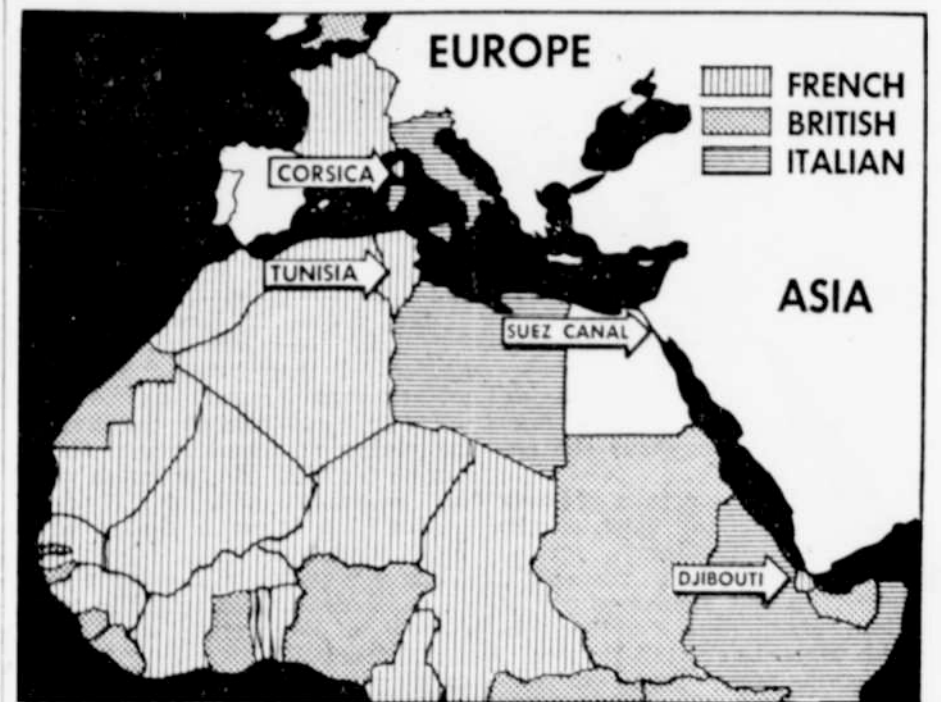 EUROPE
FRENCH
BRITISH
ITALIAN
CORSICA
TUNISIA
ASIA
SUEZ CANAL
DJIBOUTI